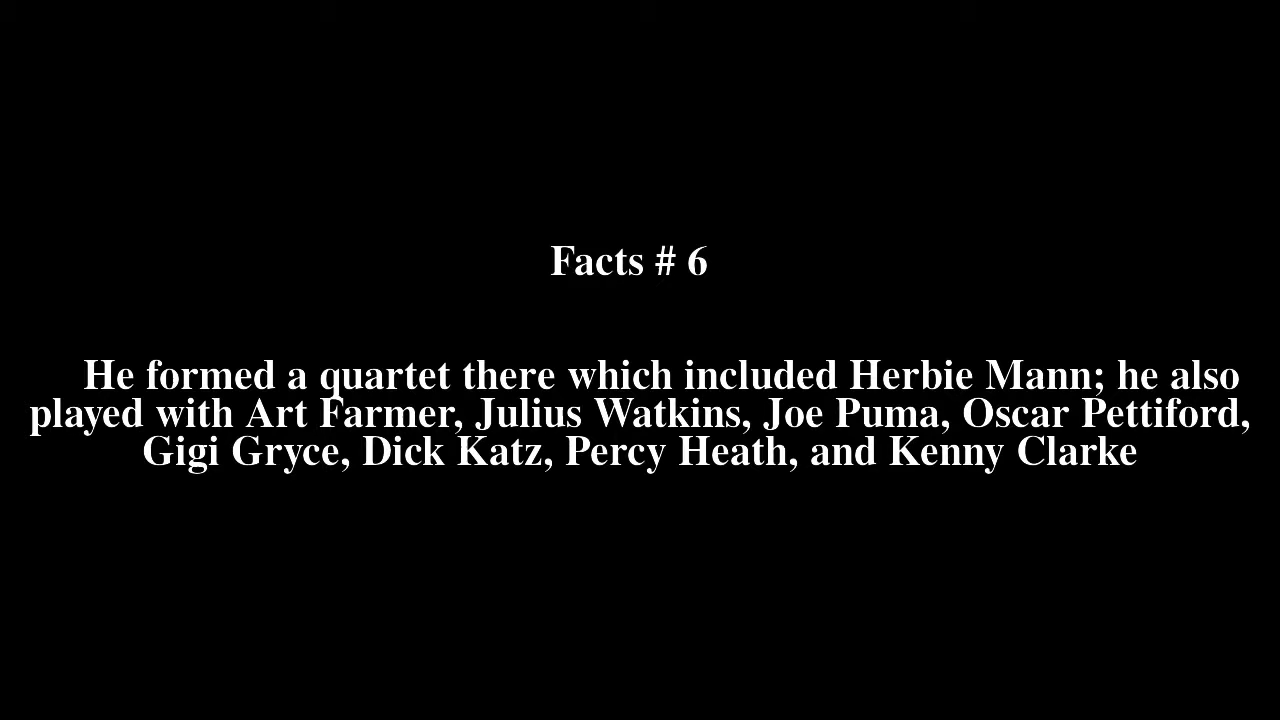 Facts # 6
He formed a quartet there which included Herbie Mann; he also
played with Art Farmer, Julius Watkins, Joe Puma, Oscar Pettiford,
Gigi Gryce, Dick Katz, Percy Heath, and Kenny Clarke